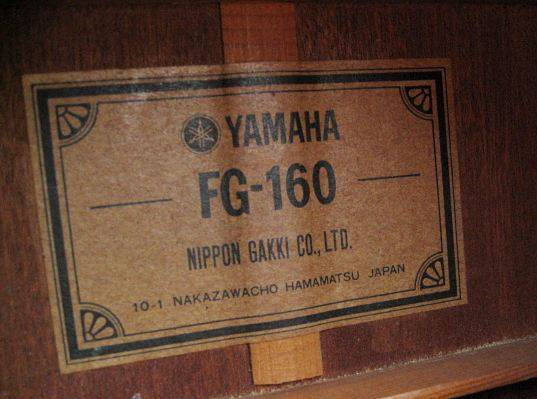 YAMAHA
FG-160
NIPPON GAKKI CO., LTD.
10-1 NAKAZAWACHO HAMAMATSU JAPAN